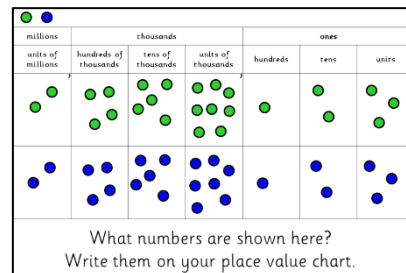 millions thousands ones
units of millions hundreds of thousands tens of thousands units of thousands hundreds tens units
What numbers are shown here?
Write them on your place value chart.